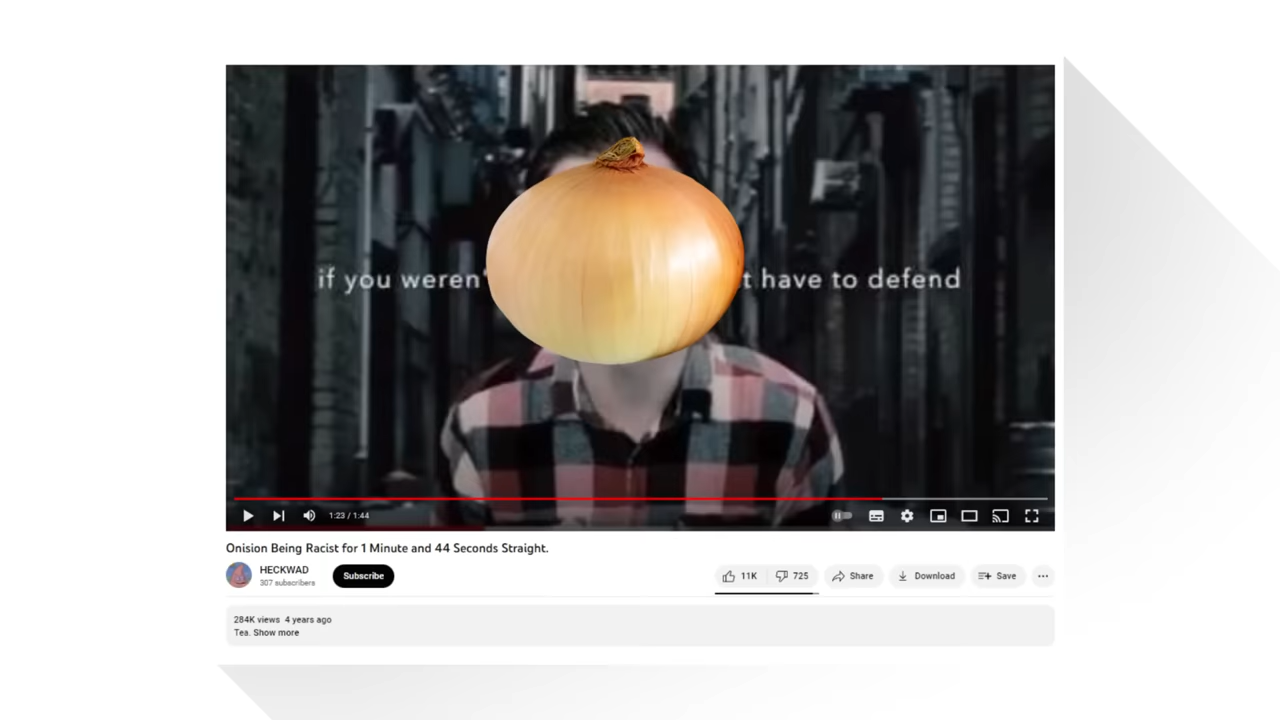 if you weren' t have to defend
1:23 / 1:44
Onision Being Racist for 1 Minute and 44 Seconds Straight.
HECKWAD
307 subscribers
Subscribe
11K
725
Share
Download
Save
284K views 4 years ago
Tea. Show more